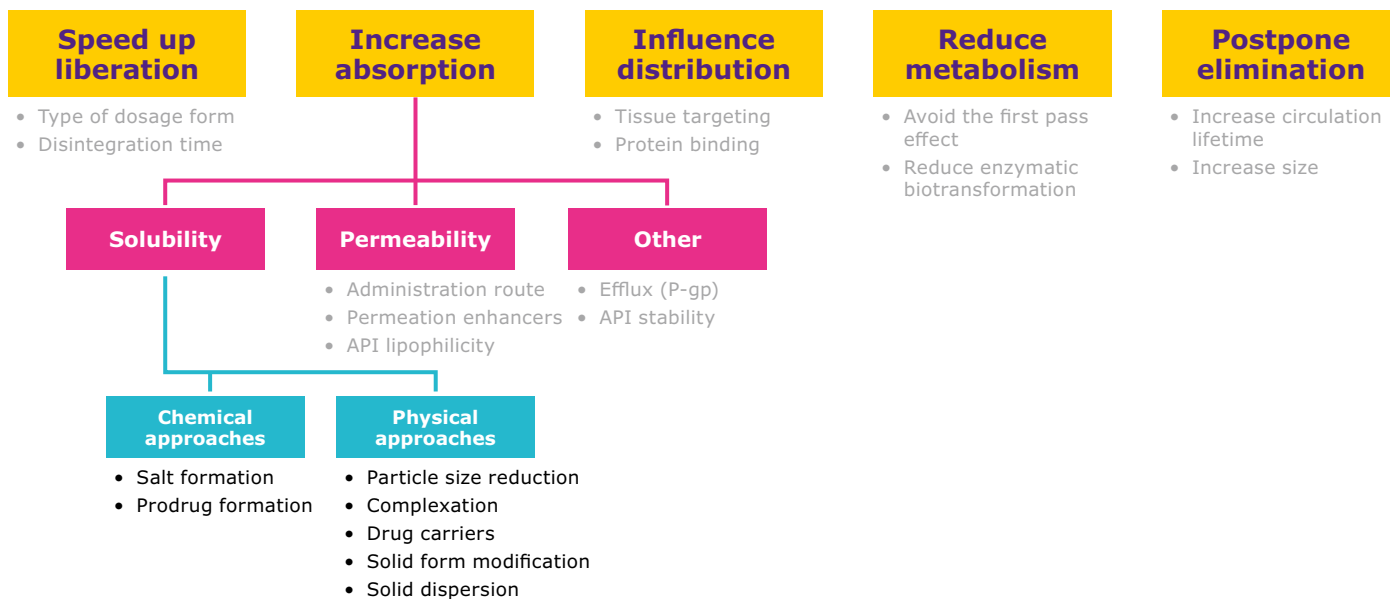 Speed up
liberation
• Type of dosage form
• Disintegration time
Increase
absorption
Influence
distribution
• Tissue targeting
• Protein binding
Reduce
metabolism
• Avoid the first pass
effect
• Reduce enzymatic
biotransformation
Postpone
elimination
• Increase circulation
lifetime
• Increase size
Solubility
Permeability
• Administration route
• Permeation enhancers
• API lipophilicity
Other
• Efflux (P-gp)
• API stability
Chemical
approaches
• Salt formation
• Prodrug formation
Physical
approaches
• Particle size reduction
• Complexation
• Drug carriers
• Solid form modification
• Solid dispersion